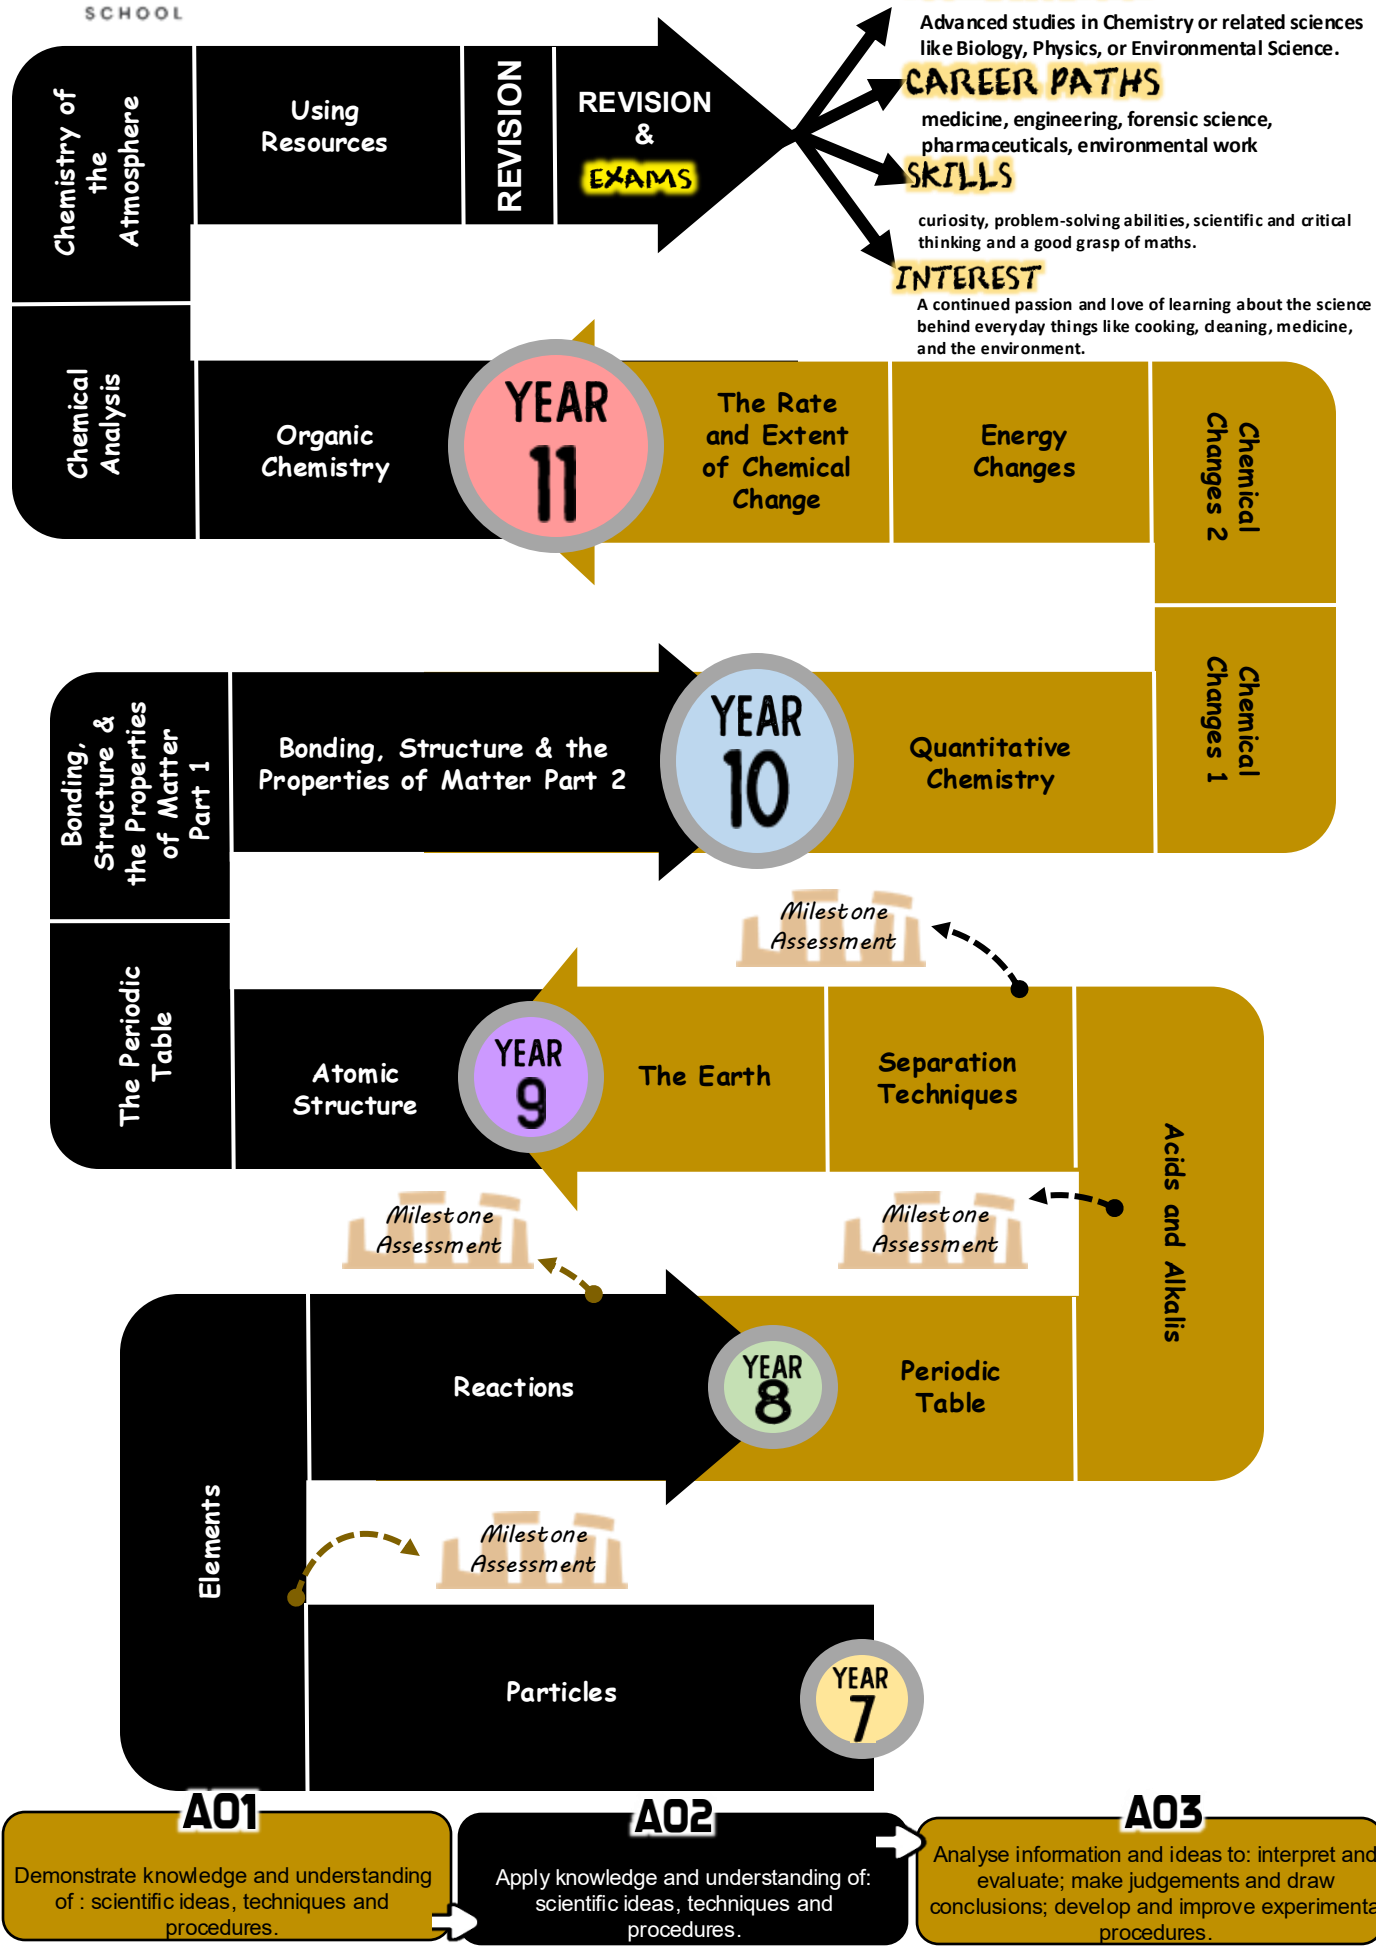 SCHOOL
Advanced studies in Chemistry or related sciences
like Biology, Physics, or Environmental Science.
CAREER PATHS
medicine, engineering, forensic science,
pharmaceuticals, environmental work
SKILLS
curiosity, problem-solving abilities, scientific and critical
thinking and a good grasp of maths.
INTEREST
A continued passion and love of learning about the science
behind everyday things like cooking, cleaning, medicine,
and the environment.
Chemistry of
the
Atmosphere
Using
Resources
REVISION
REVISION
&
EXAMS
Chemical
Analysis
Organic
Chemistry
YEAR
11
The Rate
and Extent
of Chemical
Change
Energy
Changes
Chemical
Changes 2
Bonding,
Structure &
the Properties
of Matter
Part 1
Bonding, Structure & the
Properties of Matter Part 2
YEAR
10
Quantitative
Chemistry
Chemical
Changes 1
Milestone
Assessment
The Periodic
Table
Atomic
Structure
YEAR
9
The Earth
Separation
Techniques
Acids and Alkalis
Milestone
Assessment
Milestone
Assessment
Elements
Reactions
YEAR
8
Periodic
Table
Milestone
Assessment
Particles
YEAR
7
AO1
Demonstrate knowledge and understanding
of : scientific ideas, techniques and
procedures.
AO2
Apply knowledge and understanding of:
scientific ideas, techniques and
procedures.
AO3
Analyse information and ideas to: interpret and
evaluate; make judgements and draw
conclusions; develop and improve experimenta
procedures.